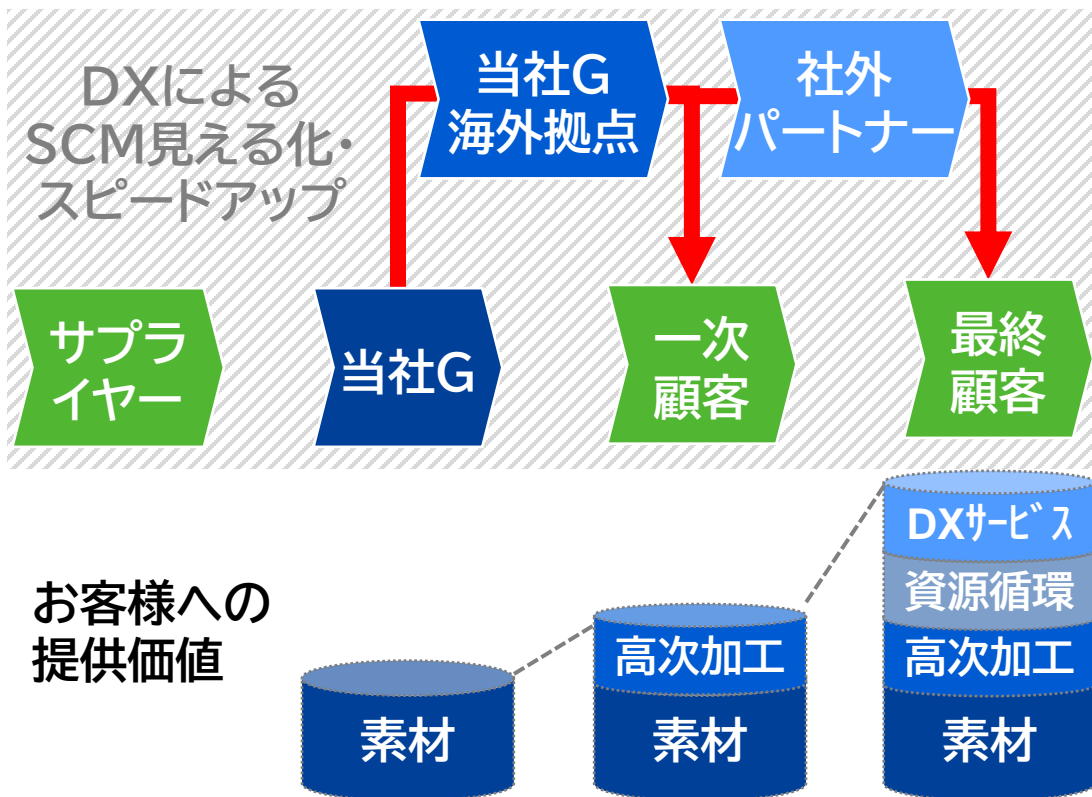 DXによる
SCM見える化・
スピードアップ
当社G
海外拠点
社外
パートナー
サプラ
イヤー
当社G
一次
顧客
最終
顧客
お客様への
提供価値
素材
高次加工
素材
DXｻｰﾋﾞｽ
資源循環
高次加工
素材